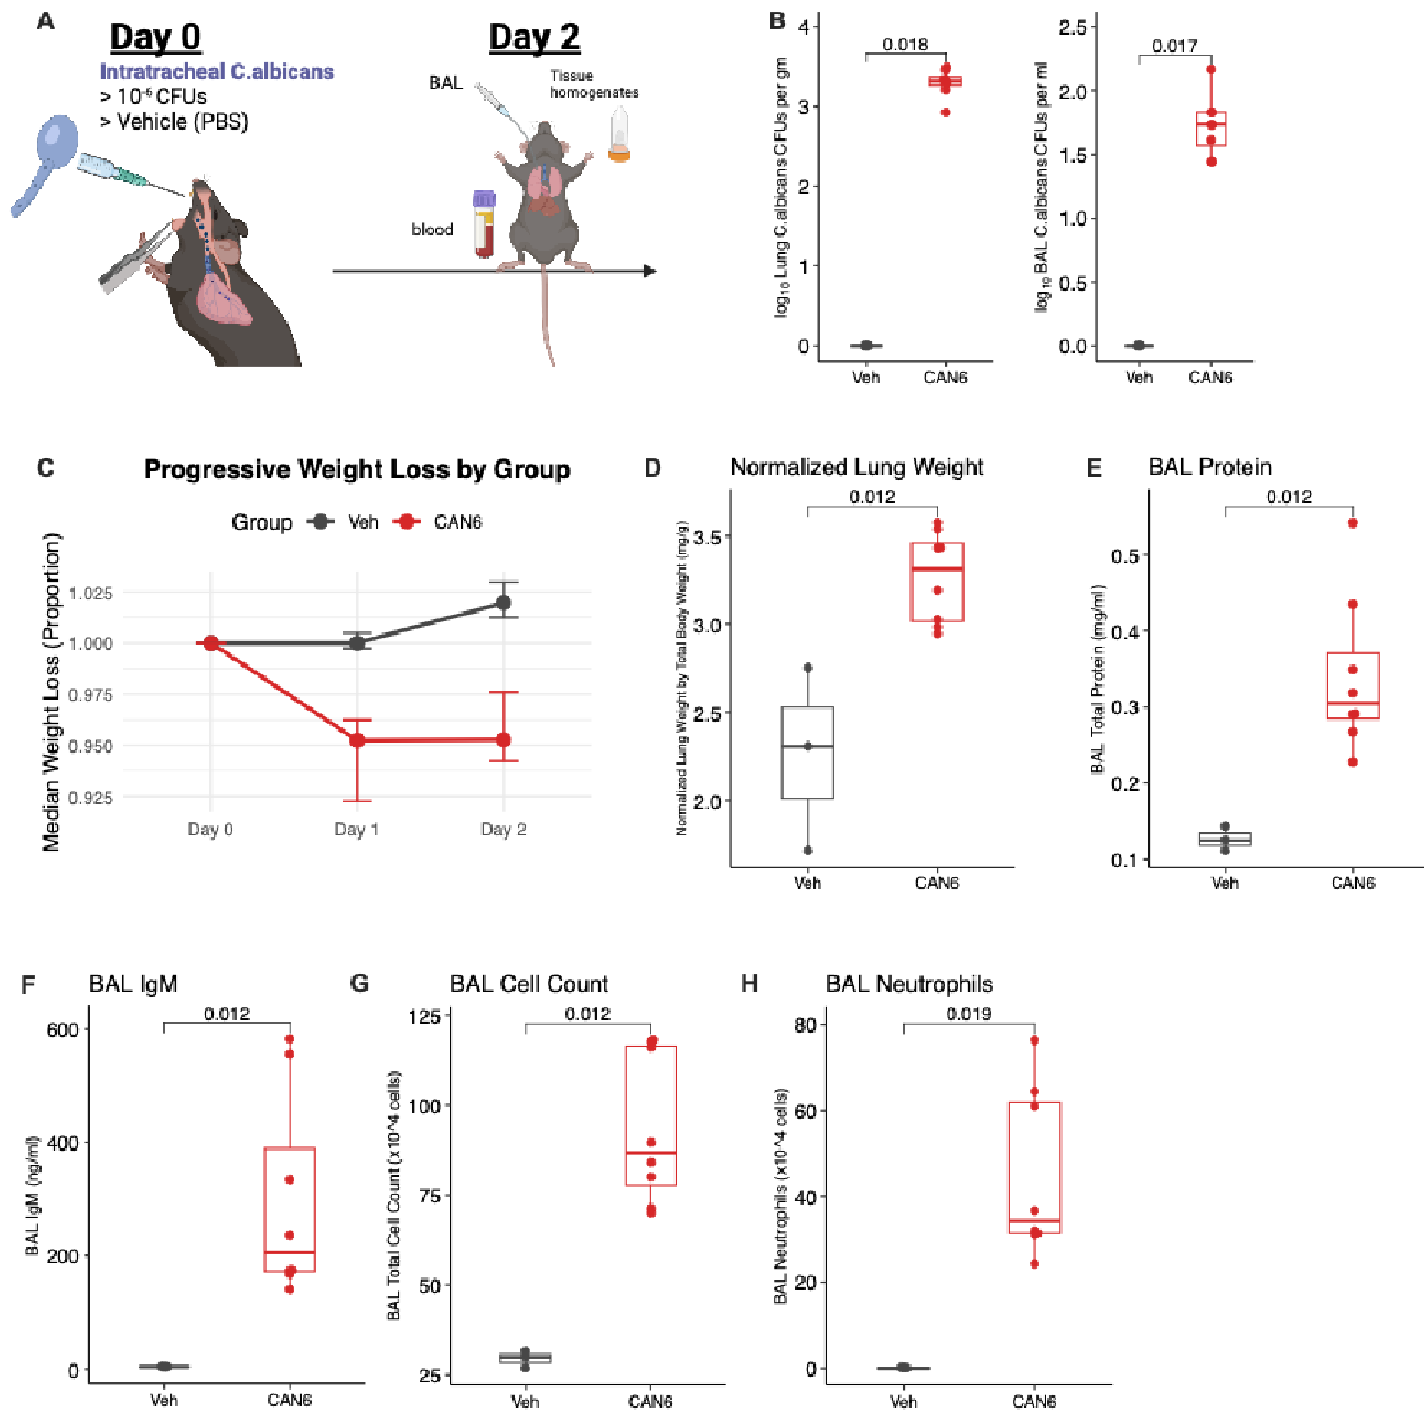 A
Day 0
Intratracheal C.albicans
> 10⁻⁶ CFUs
> Vehicle (PBS)
Day 2
BAL
Tissue
homogenates
blood
B
log₁₀ Lung C.albicans CFUs per gm
4
3
2
1
0
0.018
Veh
CAN6
log₁₀ BAL C.albicans CFUs per ml
2.5
2.0
1.5
1.0
0.5
0.0
0.017
Veh
CAN6
C
Progressive Weight Loss by Group
Group
Veh
CAN6
Median Weight Loss (Proportion)
1.025
1.000
0.975
0.950
0.925
Day 0
Day 1
Day 2
D
Normalized Lung Weight
Normalized Lung Weight by Total Body Weight (mg/g)
3.5
3.0
2.5
2.0
0.012
Veh
CAN6
E
BAL Protein
BAL Total Protein (mg/ml)
0.5
0.4
0.3
0.2
0.1
0.012
Veh
CAN6
F
BAL IgM
BAL IgM (ng/ml)
600
400
200
0
0.012
Veh
CAN6
G
BAL Cell Count
BAL Total Cell Count (x10^4 cells)
125
100
75
50
25
0.012
Veh
CAN6
H
BAL Neutrophils
BAL Neutrophils (x10^4 cells)
80
60
40
20
0
0.019
Veh
CAN6